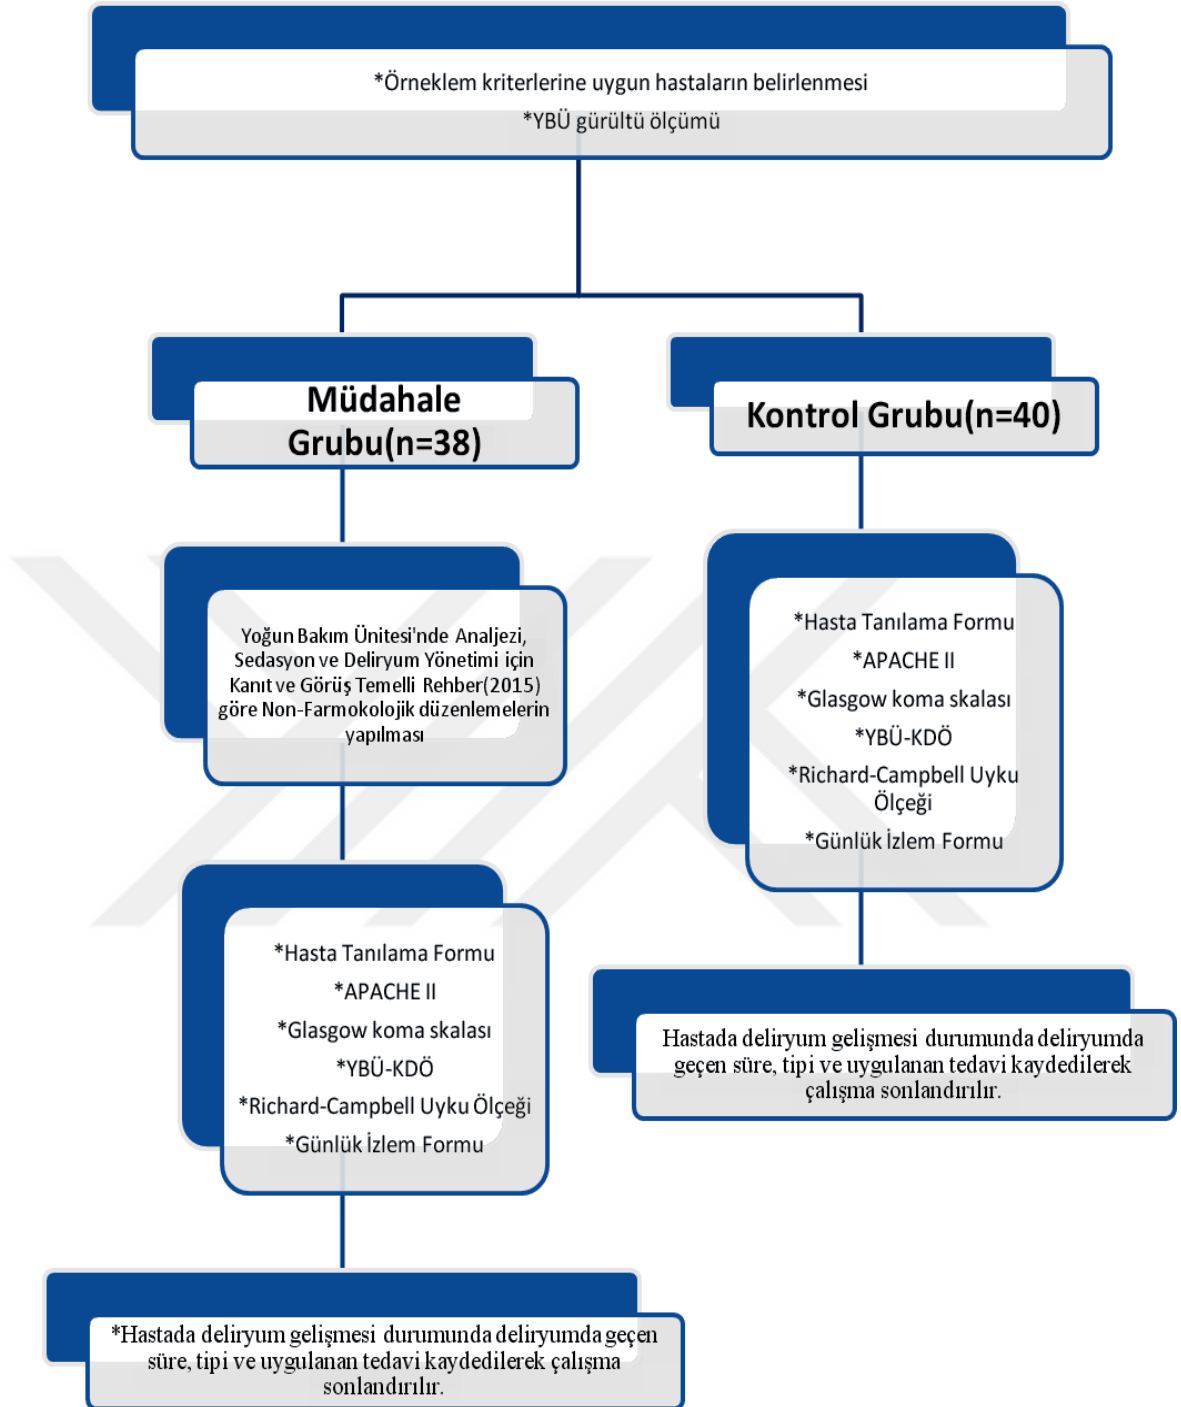 *Örneklem kriterlerine uygun hastaların belirlenmesi
*YBÜ gürültü ölçümü
Müdahale
Grubu(n=38)
Kontrol Grubu(n=40)
Yoğun Bakım Ünitesi'nde Analjezi,
Sedasyon ve Deliryum Yönetimi için
Kanıt ve Görüş Temelli Rehber(2015)
göre Non-Farmokolojik düzenlemelerin
yapılması
*Hasta Tanılama Formu
*APACHE II
*Glasgow koma skalası
*YBÜ-KDÖ
*Richard-Campbell Uyku
Ölçeği
*Günlük İzlem Formu
*Hasta Tanılama Formu
*APACHE II
*Glasgow koma skalası
*YBÜ-KDÖ
*Richard-Campbell Uyku Ölçeği
*Günlük İzlem Formu
Hastada deliryum gelişmesi durumunda deliryumda
geçen süre, tipi ve uygulanan tedavi kaydedilerek
çalışma sonlandırılır.
*Hastada deliryum gelişmesi durumunda deliryumda geçen
süre, tipi ve uygulanan tedavi kaydedilerek çalışma
sonlandırılır.